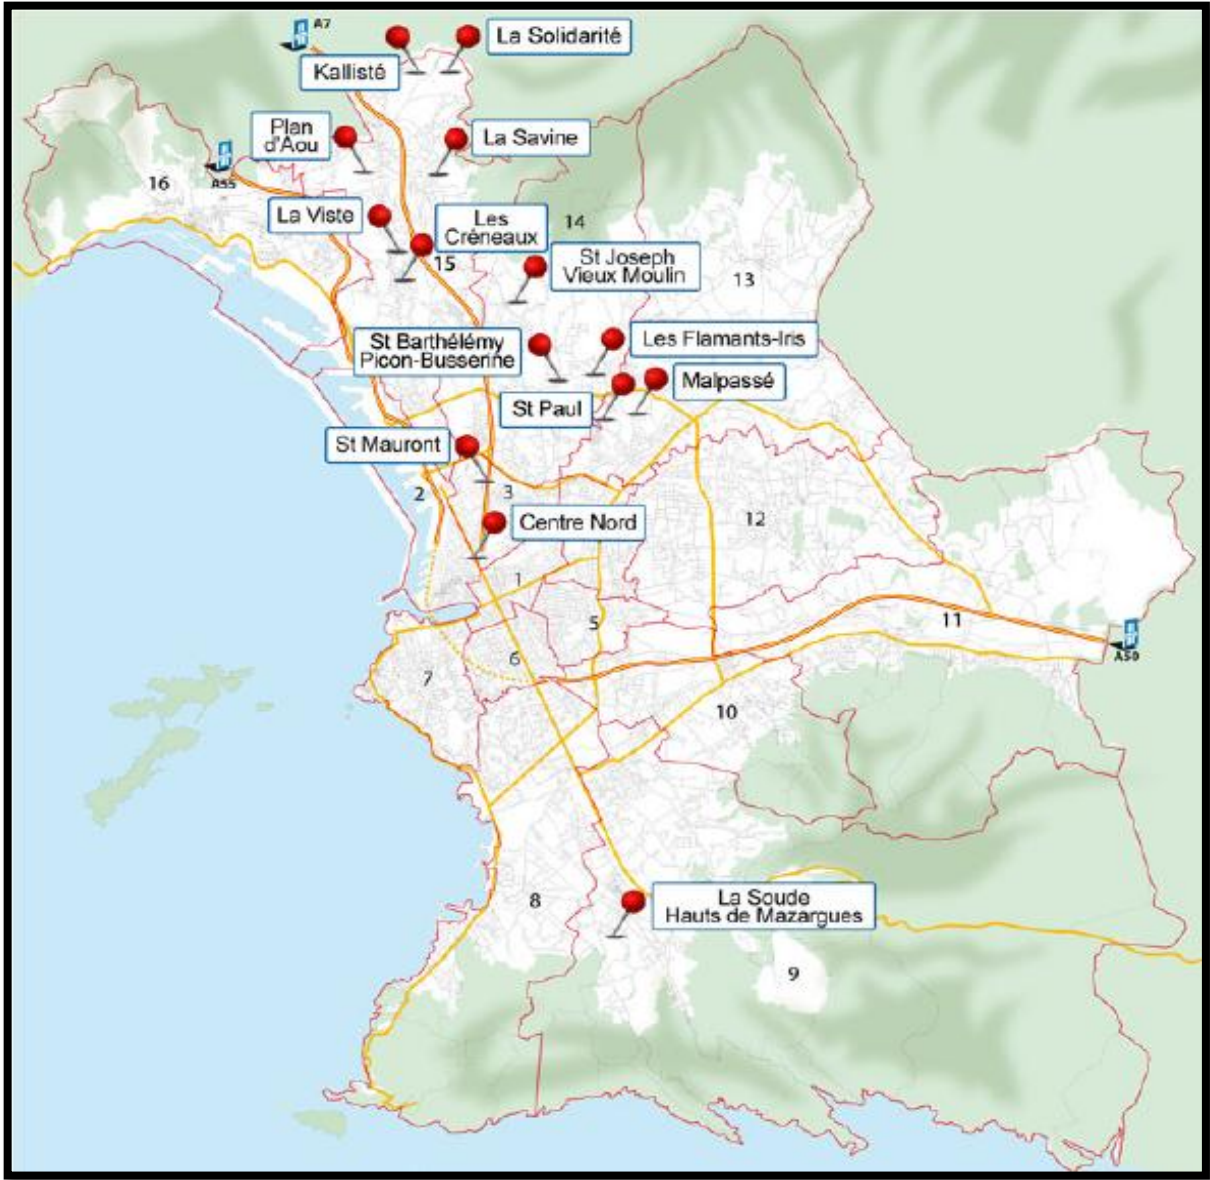 A7
La Solidarité
Kallisté
Plan
d'Aou
La Savine
A55
16
La Viste
Les
Créneaux
14
15
St Joseph
Vieux Moulin
13
St Barthélémy
Picon-Busserine
Les Flamants-Iris
Malpassé
St Paul
St Mauront
2
3
Centre Nord
12
1
5
11
A50
6
7
10
8
La Soude
Hauts de Mazargues
9